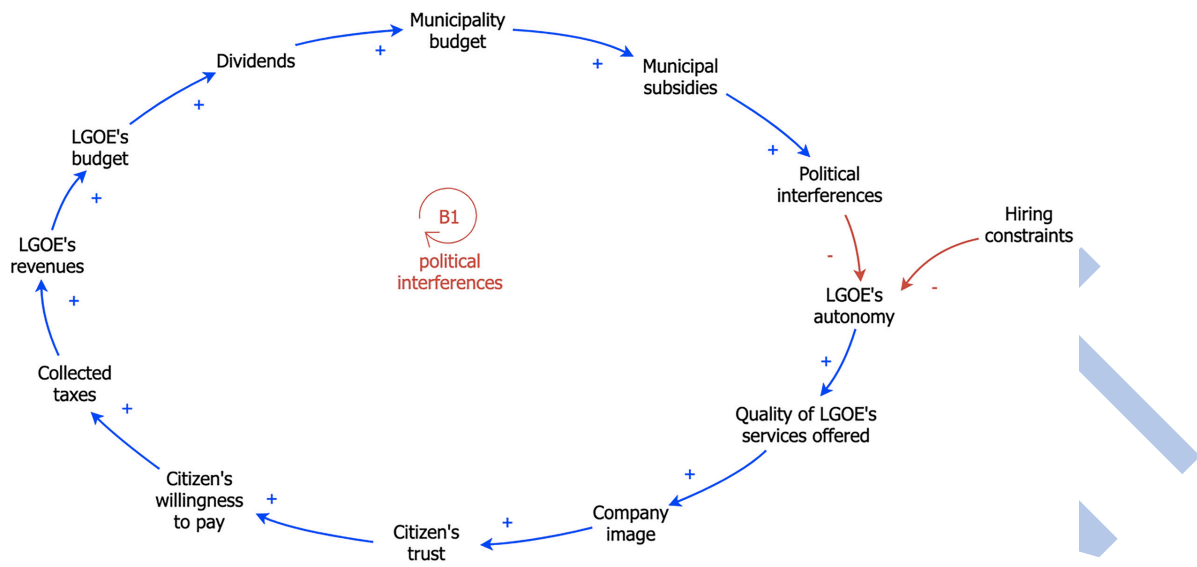 Municipality
budget
+
+
Dividends
Municipal
subsidies
+
+
LGOE's
budget
Political
interferences
+
B1
political
interferences
Hiring
constraints
LGOE's
revenues
-
-
LGOE's
autonomy
+
+
Collected
taxes
+
Quality of LGOE's
services offered
+
Citizen's
willingness
to pay
+
+
Company
image
Citizen's
trust